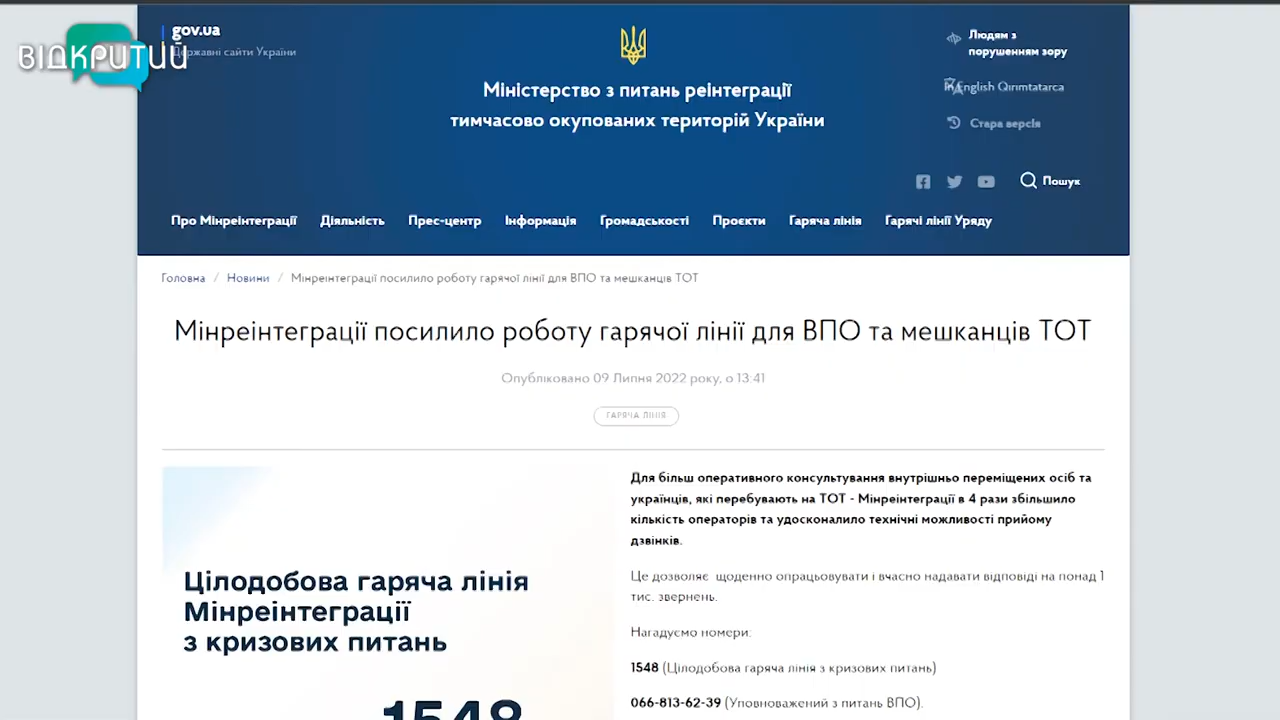 ВІДКРИТИЙ
gov.ua
Державні сайти України
Людям з
порушенням зору
English Qırımtatarca
Стара версія
Міністерство з питань реінтеграції
тимчасово окупованих територій України
Пошук
Про Мінреінтеграції Діяльність Прес-центр Інформація Громадськості Проєкти Гаряча лінія Гарячі лінії Уряду
Головна / Новини / Мінреінтеграції посилило роботу гарячої лінії для ВПО та мешканців ТОТ
Мінреінтеграції посилило роботу гарячої лінії для ВПО та мешканців ТОТ
Опубліковано 09 Липня 2022 року, о 13:41
ГАРЯЧА ЛІНІЯ
Цілодобова гаряча лінія
Мінреінтеграції
з кризових питань
1548
Для більш оперативного консультування внутрішньо переміщених осіб та
українців, які перебувають на ТОТ - Мінреінтеграції в 4 рази збільшило
кількість операторів та удосконалило технічні можливості прийому
дзвінків.
Це дозволяє щоденно опрацьовувати і вчасно надавати відповіді на понад 1
тис. звернень.
Нагадуємо номери:
1548 (Цілодобова гаряча лінія з кризових питань)
066-813-62-39 (Уповноважений з питань ВПО).